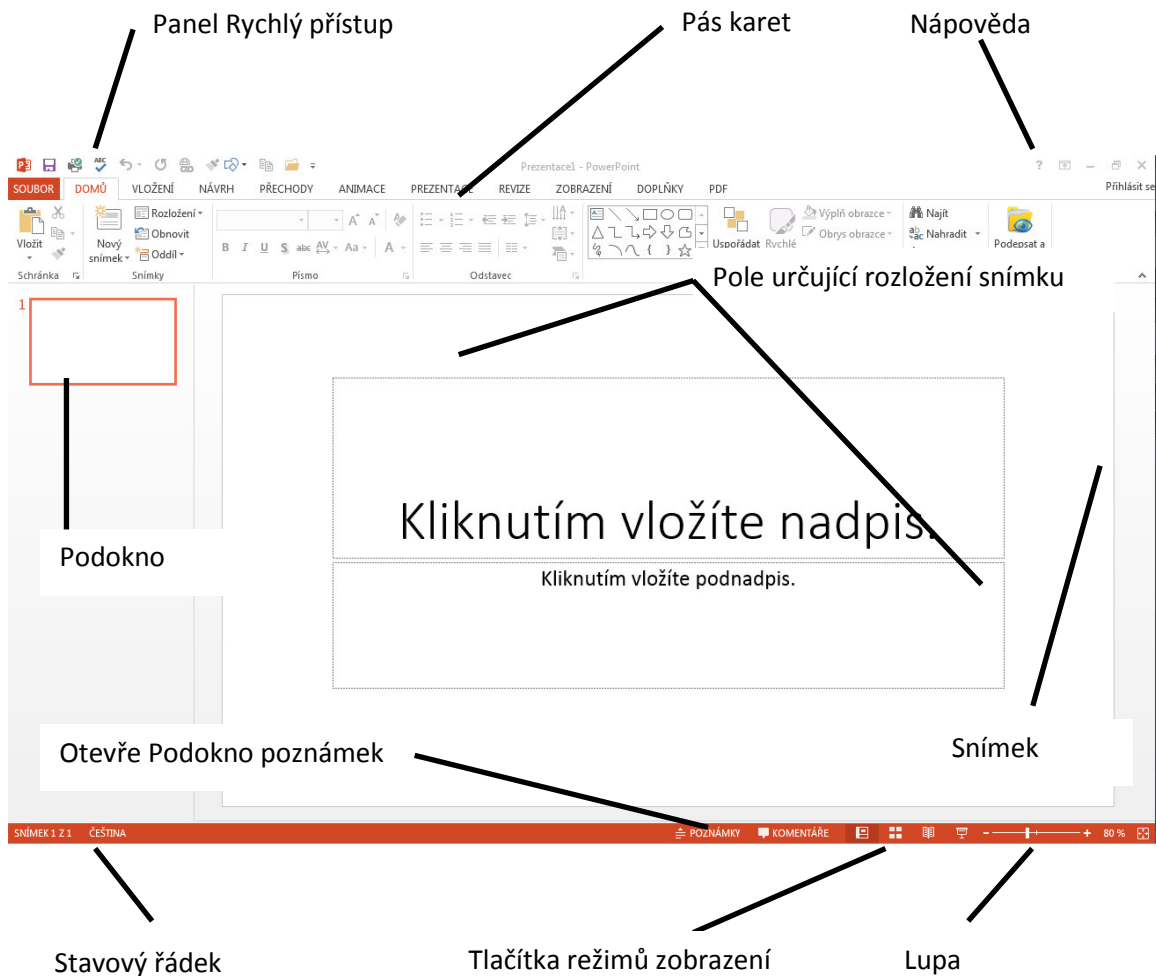 Panel Rychlý přístup Pás karet Nápověda
Prezentace1 - PowerPoint
SOUBOR DOMŮ VLOŽENÍ NÁVRH PŘECHODY ANIMACE PREZENTACE REVIZE ZOBRAZENÍ DOPLŇKY PDF Přihlásit se
Rozložení Výplň obrazce Najít
Vložit Nový Obnovit Obrys obrazce Nahradit
snímek Oddíl Uspořádat Rychlé Podepsat a
Schránka Snímky Písmo Odstavec
Pole určující rozložení snímku
1
Kliknutím vložíte nadpis.
Podokno
Kliknutím vložíte podnadpis.
Otevře Podokno poznámek Snímek
SNÍMEK 1 Z 1 ČEŠTINA POZNÁMKY KOMENTÁŘE 80 %
Stavový řádek Tlačítka režimů zobrazení Lupa